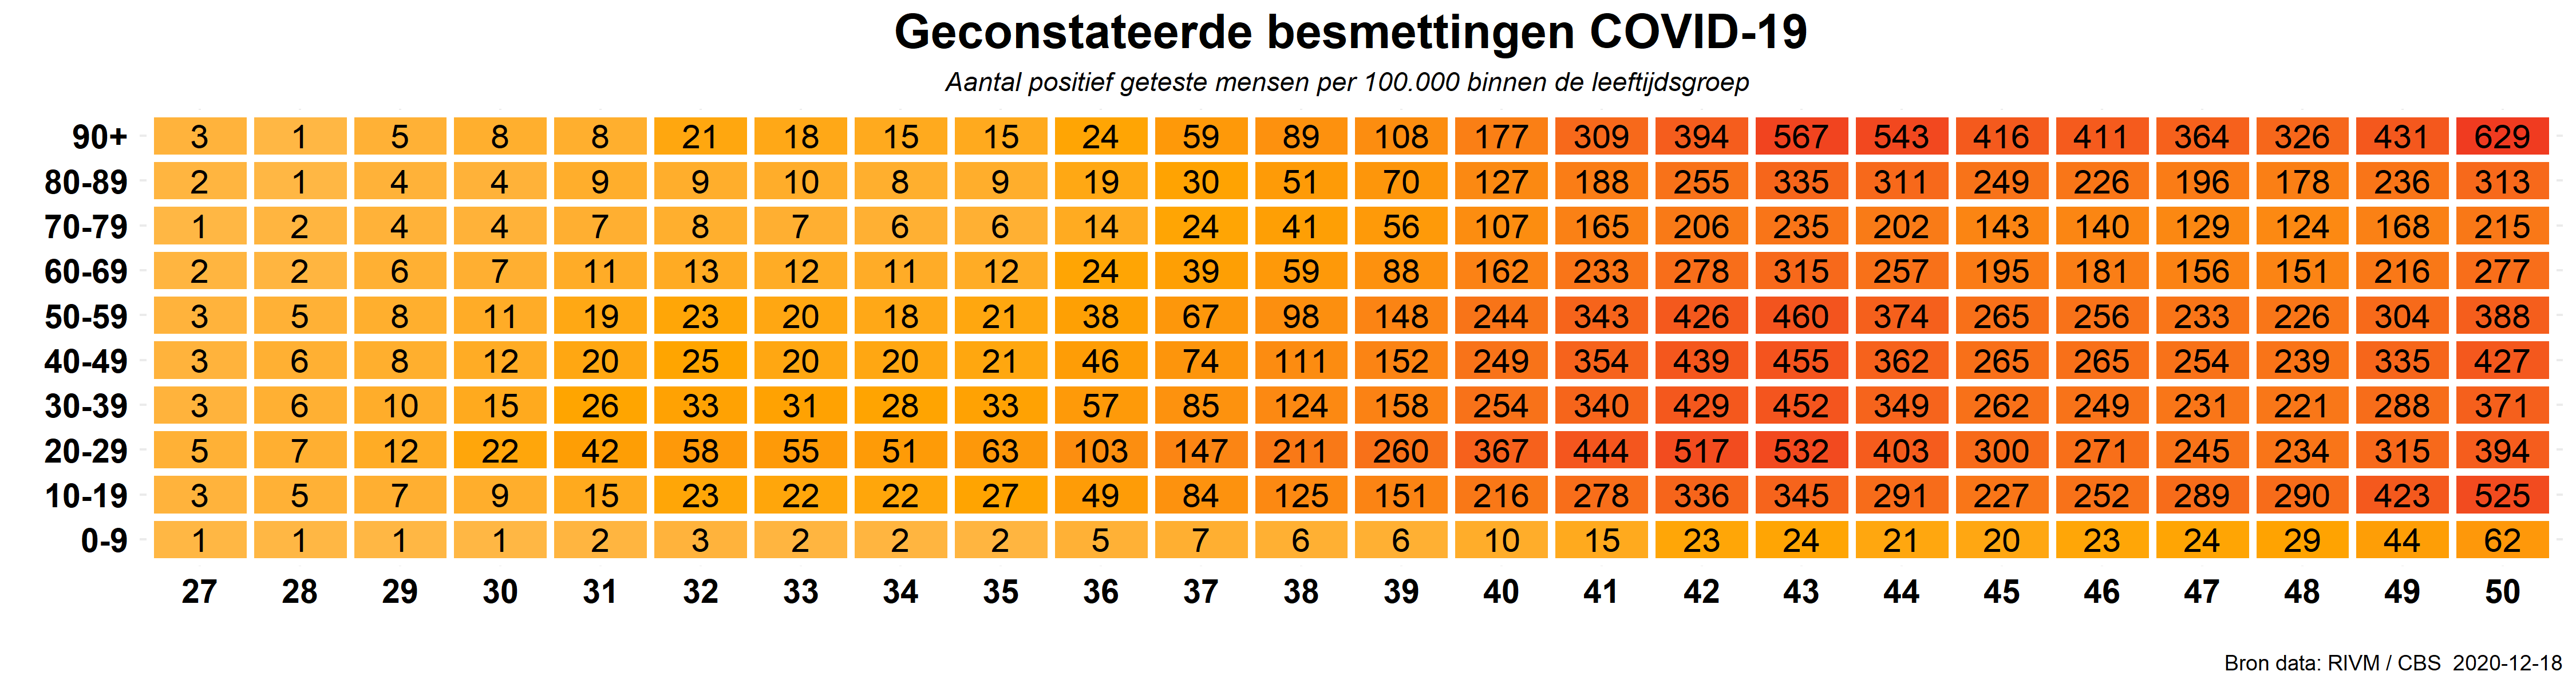 Geconstateerde besmettingen COVID-19
Aantal positief geteste mensen per 100.000 binnen de leeftijdsgroep
90+ 3 1 5 8 8 21 18 15 15 24 59 89 108 177 309 394 567 543 416 411 364 326 431 629
80-89 2 1 4 4 9 9 10 8 9 19 30 51 70 127 188 255 335 311 249 226 196 178 236 313
70-79 1 2 4 4 7 8 7 6 6 14 24 41 56 107 165 206 235 202 143 140 129 124 168 215
60-69 2 2 6 7 11 13 12 11 12 24 39 59 88 162 233 278 315 257 195 181 156 151 216 277
50-59 3 5 8 11 19 23 20 18 21 38 67 98 148 244 343 426 460 374 265 256 233 226 304 388
40-49 3 6 8 12 20 25 20 20 21 46 74 111 152 249 354 439 455 362 265 265 254 239 335 427
30-39 3 6 10 15 26 33 31 28 33 57 85 124 158 254 340 429 452 349 262 249 231 221 288 371
20-29 5 7 12 22 42 58 55 51 63 103 147 211 260 367 444 517 532 403 300 271 245 234 315 394
10-19 3 5 7 9 15 23 22 22 27 49 84 125 151 216 278 336 345 291 227 252 289 290 423 525
0-9 1 1 1 1 2 3 2 2 2 5 7 6 6 10 15 23 24 21 20 23 24 29 44 62
27 28 29 30 31 32 33 34 35 36 37 38 39 40 41 42 43 44 45 46 47 48 49 50
Bron data: RIVM / CBS  2020-12-18